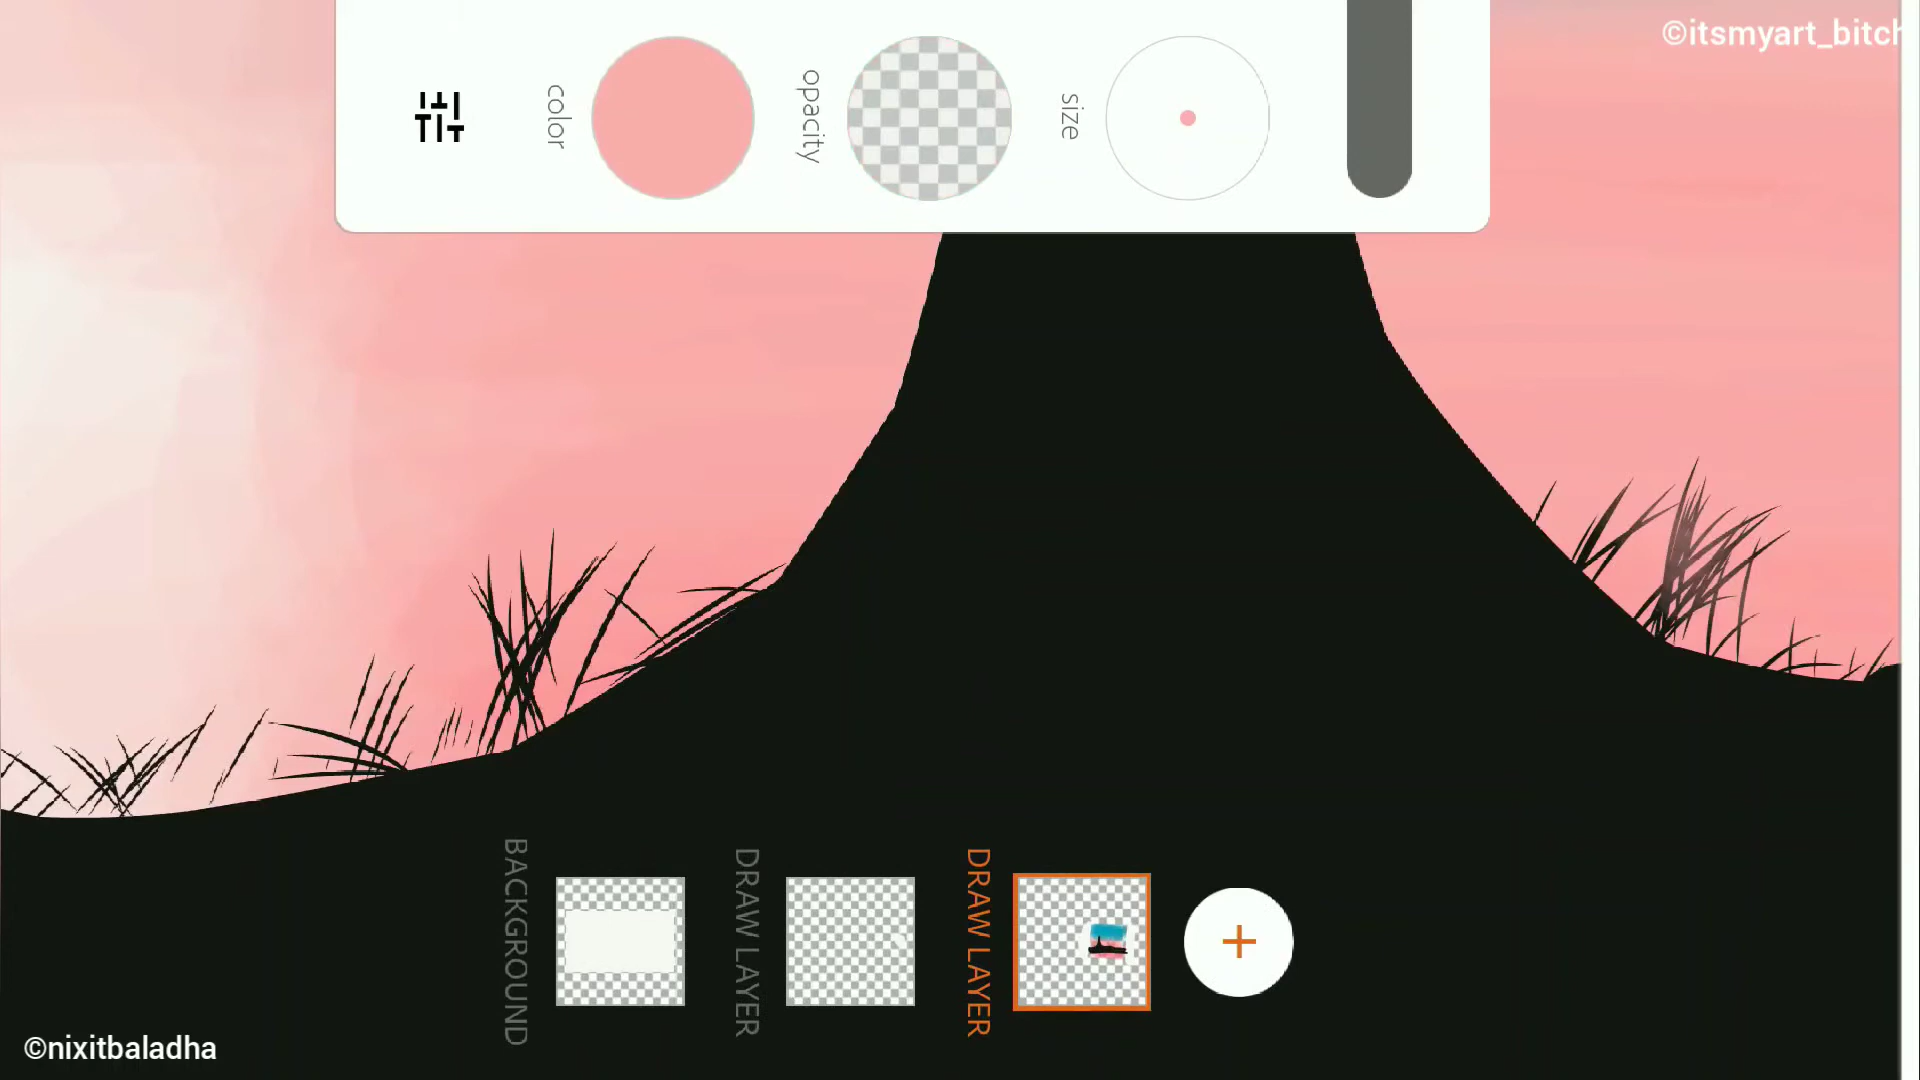 ©itsmyart_bitch
color
opacity
size
BACKGROUND
DRAW LAYER
DRAW LAYER
©nixitbaladha